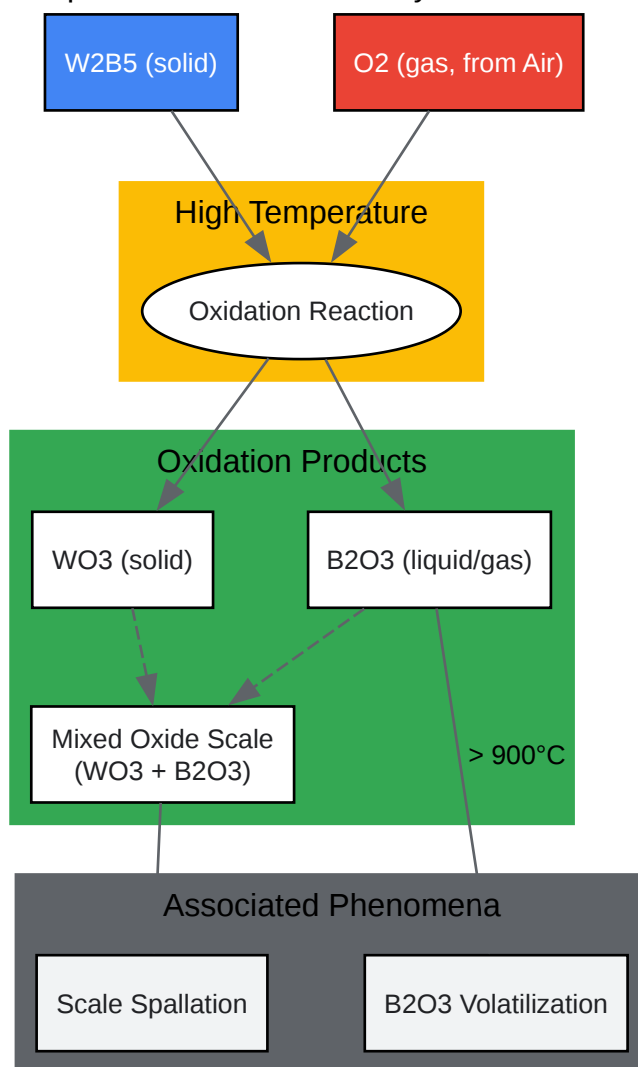 W2B5 (solid)
O2 (gas, from Air)
High Temperature
Oxidation Reaction
Oxidation Products
WO3 (solid)
B2O3 (liquid/gas)
Mixed Oxide Scale
(WO3 + B2O3)
> 900°C
Associated Phenomena
Scale Spallation
B2O3 Volatilization